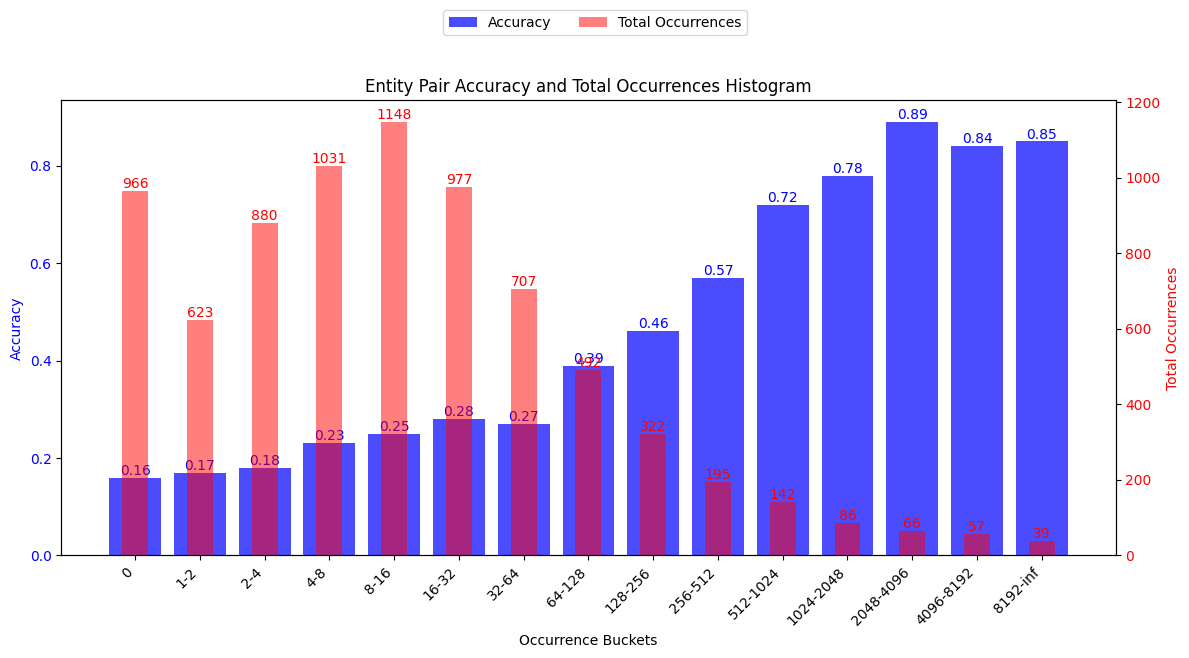 Accuracy Total Occurrences
Entity Pair Accuracy and Total Occurrences Histogram
Accuracy
0.0
0.2
0.4
0.6
0.8
0.16 0.17 0.18 0.23 0.25 0.28 0.27 0.39 0.46 0.57 0.72 0.78 0.89 0.84 0.85
966 623 880 1031 1148 977 707 492 322 195 142 86 66 57 39
0
200
400
600
800
1000
1200
Total Occurrences
0 1-2 2-4 4-8 8-16 16-32 32-64 64-128 128-256 256-512 512-1024 1024-2048 2048-4096 4096-8192 8192-inf
Occurrence Buckets